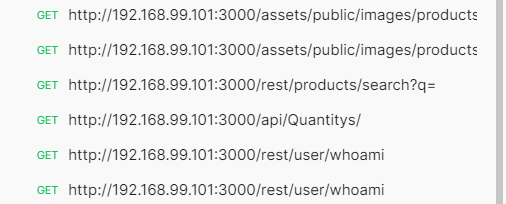 GET http://192.168.99.101:3000/assets/public/images/products
GET http://192.168.99.101:3000/assets/public/images/products
GET http://192.168.99.101:3000/rest/products/search?q=
GET http://192.168.99.101:3000/api/Quantitys/
GET http://192.168.99.101:3000/rest/user/whoami
GET http://192.168.99.101:3000/rest/user/whoami